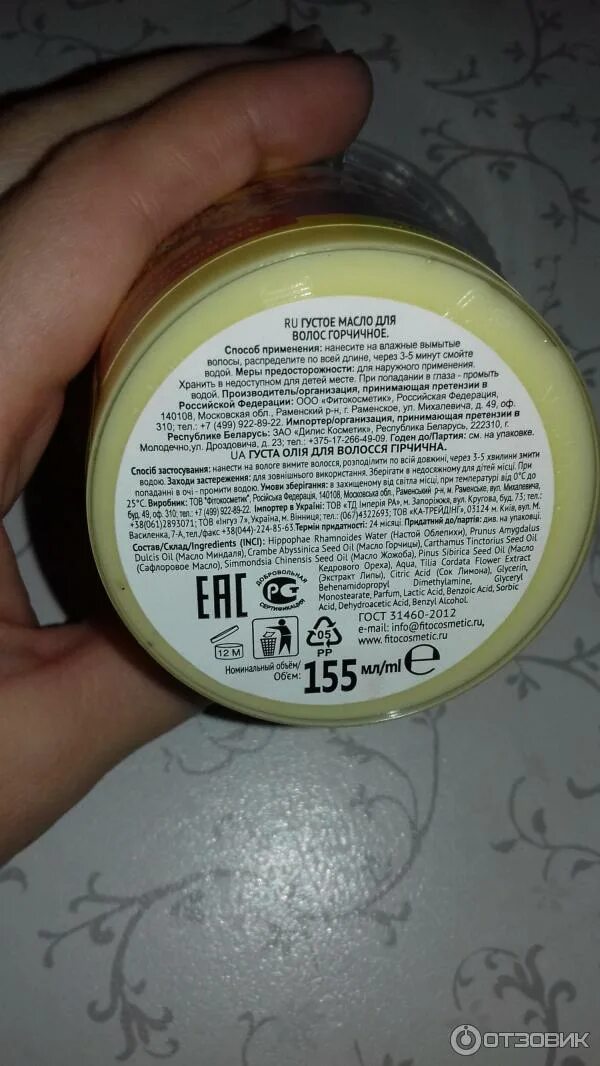 RU ГУСТОЕ МАСЛО ДЛЯ
ВОЛОС ГОРЧИЧНОЕ.
Способ применения: нанесите на влажные вымытые
волосы, распределите по всей длине, через 3-5 минут смойте
водой. Меры предосторожности: для наружного применения.
Хранить в недоступном для детей месте. При попадании в глаза - промыть
водой. Производитель/организация, принимающая претензии в
Российской Федерации: ООО «Фитокосметик», Российская Федерация,
140108, Московская обл., Раменский р-н, г. Раменское, ул. Михалевича, д. 49, оф.
310; тел.: +7 (499) 922-89-22. Импортер/организация, принимающая претензии в
Республике Беларусь: ЗАО «Дилис Косметик», Республика Беларусь, 222310, г.
Молодечно, ул. Дроздовича, д. 23; тел.: +375-17-266-49-09. Годен до/Партия: см. на упаковке.
UA ГУСТА ОЛІЯ ДЛЯ ВОЛОССЯ ГІРЧИЧНА.
Спосіб застосування: нанести на вологе вимите волосся, розподілити по всій довжині, через 3-5 хвилини змити
водою. Заходи застереження: для зовнішнього використання. Зберігати в недосяжному для дітей місці. При
попаданні в очі - промити водою. Умови зберігання: в захищеному від світла місці, при температурі від 0°С до
25°С. Виробник: ТОВ "Фітокосметік", Російська Федерація, 140108, Московська обл., Раменський р-н, м. Раменське, вул. Михалевича,
буд. 49, оф. 310; тел.: +7 (499) 922-89-22. Імпортер в Україні: ТОВ «ТД Імперія РА», м. Запоріжжя, вул. Крутова, буд. 73; тел.:
+38(061)2893071; ТОВ «Інгуз 7», м. Вінниця; тел.: (067)4322693; ТОВ «КА-ТРЕЙДІНГ», 03124 м. Київ, вул. М.
Василенка, 7-А,тел./факс +38(044)-224-85-63 Термін придатності: 24 місяці. Придатний до/партія: див. на упаковці.
Состав/Склад/Ingredients (INCI): Hippophae Rhamnoides Water (Настой Облепихи), Prunus Amygdalus
Dulcis Oil (Масло Миндаля), Crambe Abyssinica Seed Oil (Масло Горчицы), Carthamus Tinctorius Seed Oil
(Сафлоровое Масло), Simmondsia Chinensis Seed Oil (Масло Жожоба), Pinus Sibirica Seed Oil (Масло
Кедрового Ореха), Aqua, Tilia Cordata Flower Extract
(Экстракт Липы), Citric Acid (Сок Лимона), Glycerin,
Behenamidopropyl Dimethylamine, Glyceryl
Monostearate, Parfum, Lactic Acid, Benzoic Acid, Sorbic
Acid, Dehydroacetic Acid, Benzyl Alcohol.
ЕАС
ДОБРОВОЛЬНАЯ
РСТ
СЕРТИФИКАЦИЯ
ГОСТ 31460-2012
e-mail: info@fitocosmetic.ru,
www. fitocosmetic.ru
12 M
05
PP
Номинальный объём/
Об'єм: 155 мл/ml ℮
ОТЗОВИК